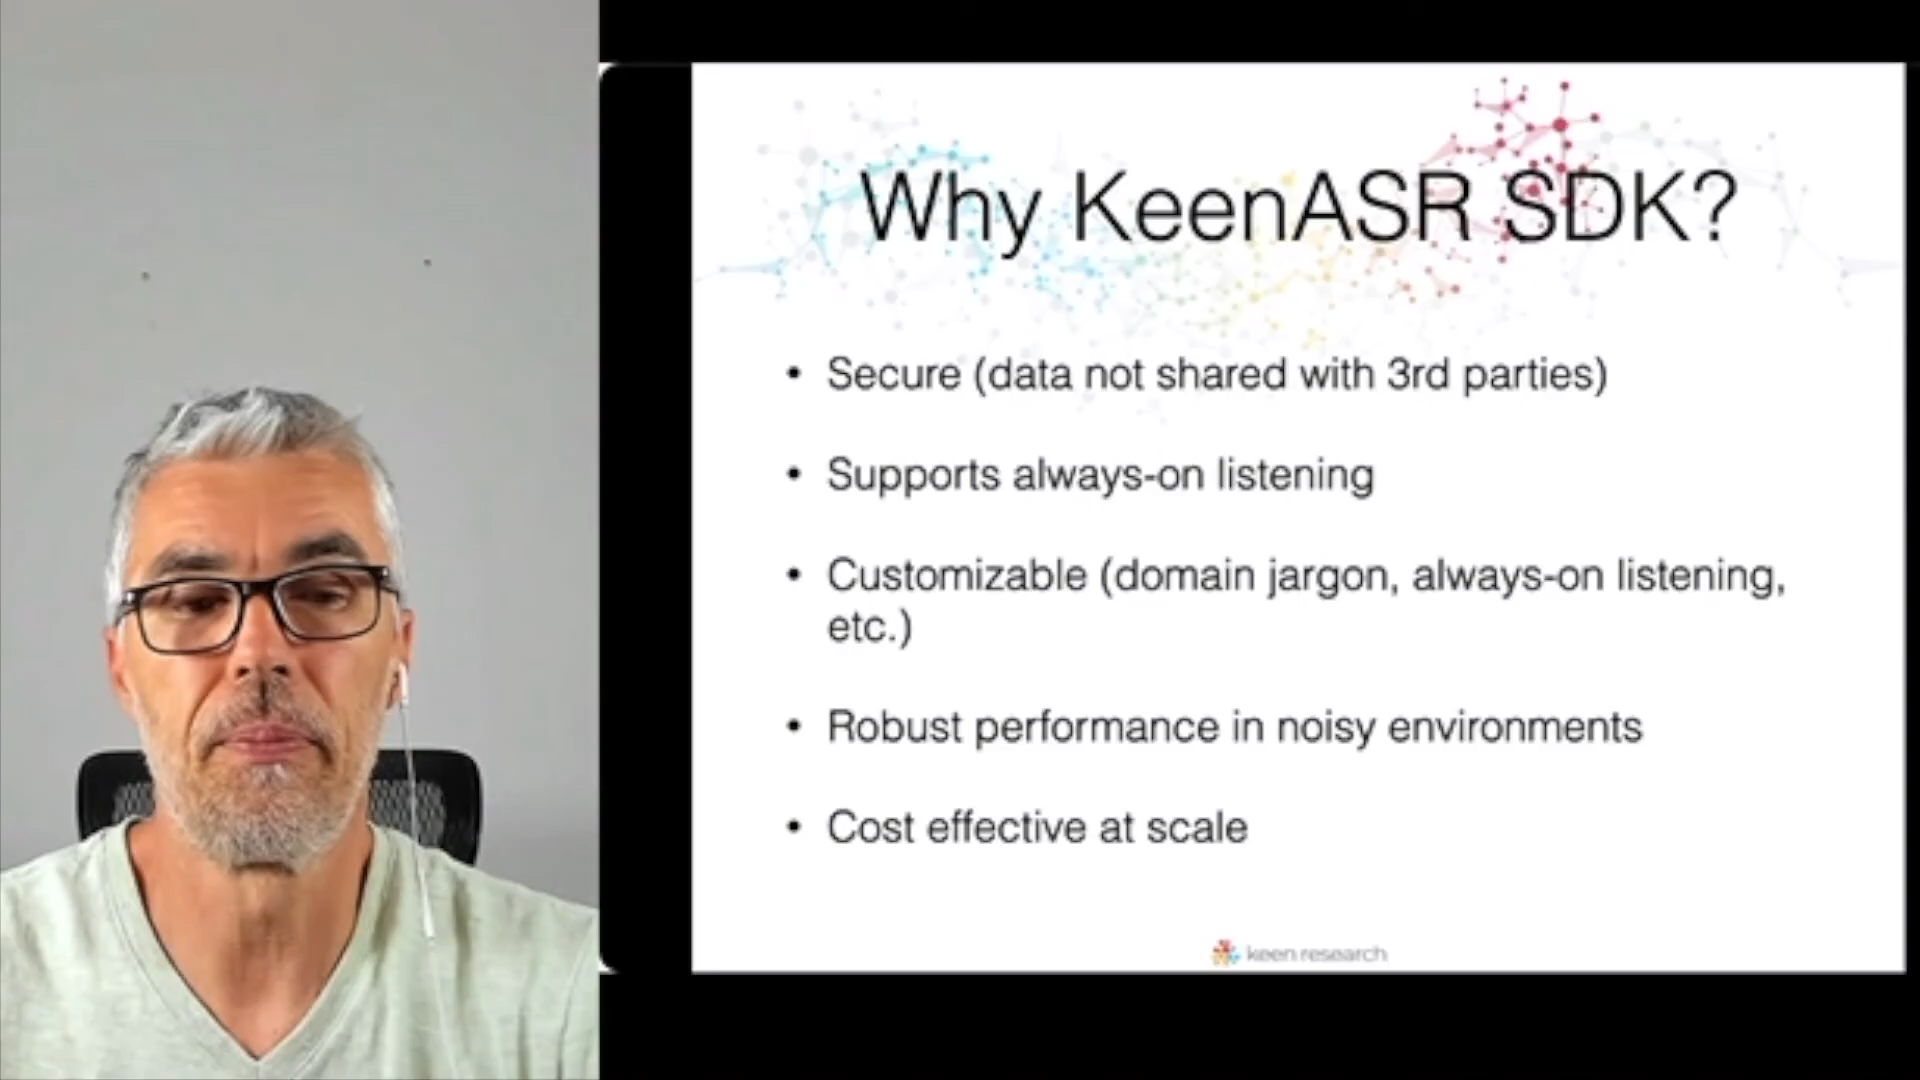 Why KeenASR SDK?
• Secure (data not shared with 3rd parties)
• Supports always-on listening
• Customizable (domain jargon, always-on listening,
etc.)
• Robust performance in noisy environments
• Cost effective at scale
keen research